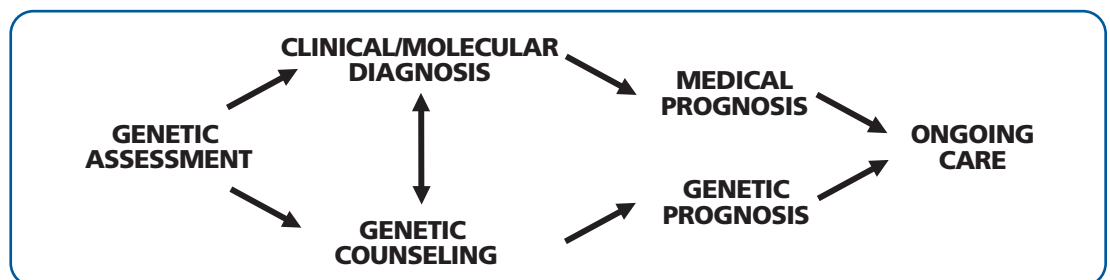 CLINICAL/MOLECULAR
DIAGNOSIS
MEDICAL
PROGNOSIS
GENETIC
ASSESSMENT
ONGOING
CARE
GENETIC
PROGNOSIS
GENETIC
COUNSELING